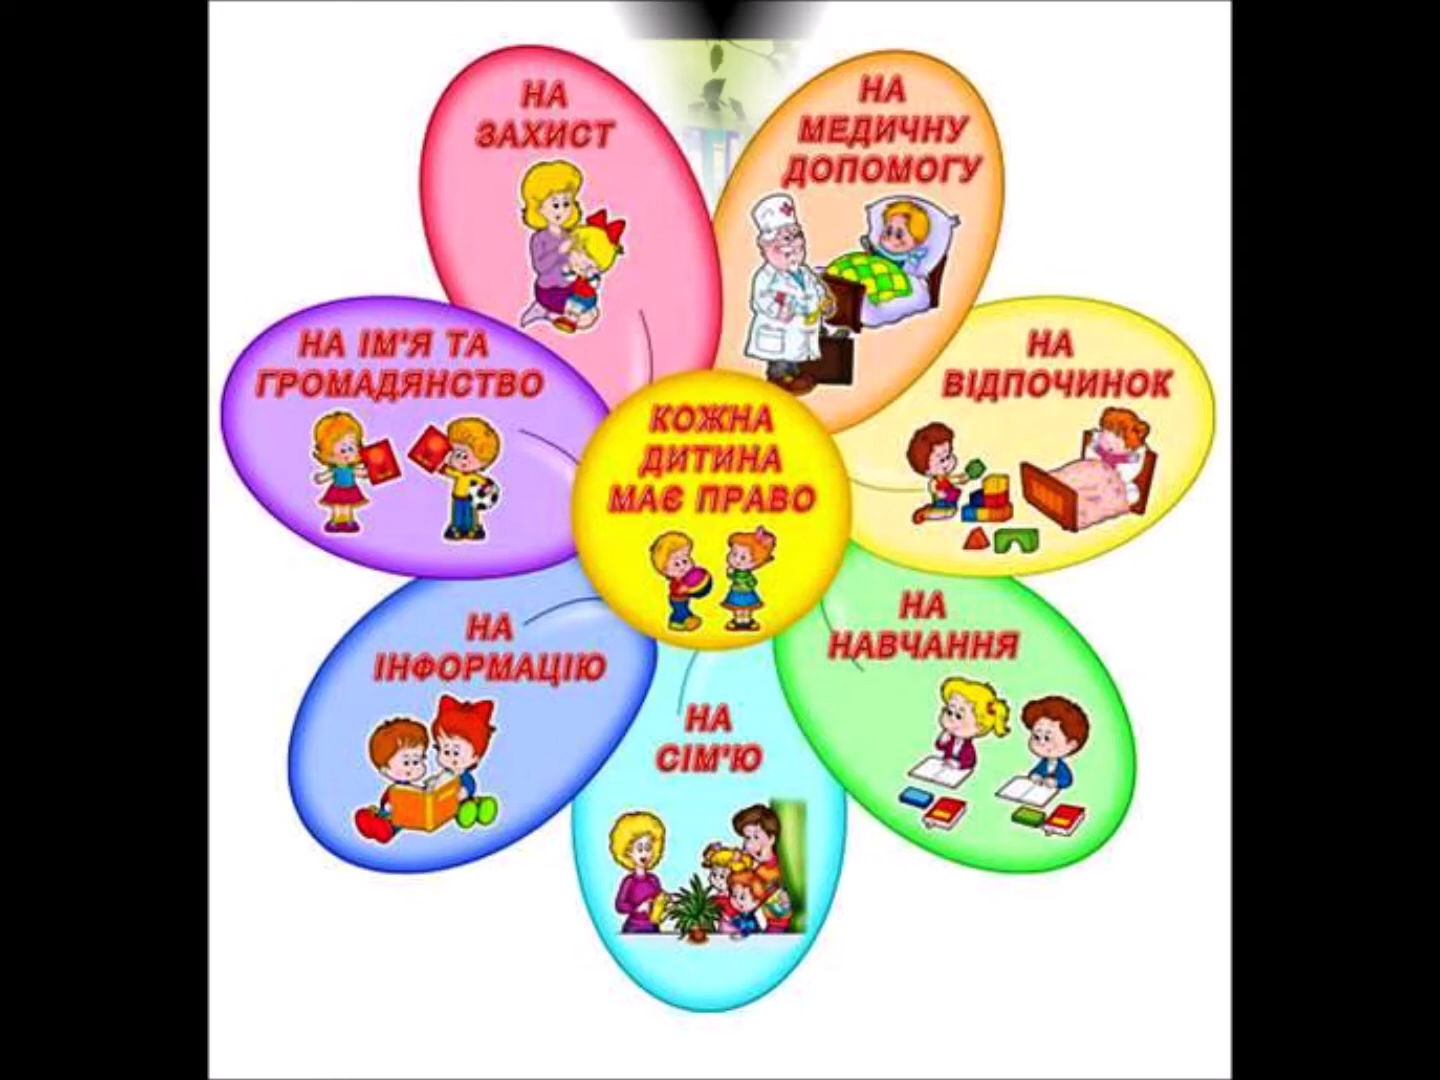 НА
ЗАХИСТ
НА
МЕДИЧНУ
ДОПОМОГУ
НА ІМ'Я ТА
ГРОМАДЯНСТВО
НА
ВІДПОЧИНОК
КОЖНА
ДИТИНА
МАЄ ПРАВО
НА
ІНФОРМАЦІЮ
НА
НАВЧАННЯ
НА
СІМ'Ю